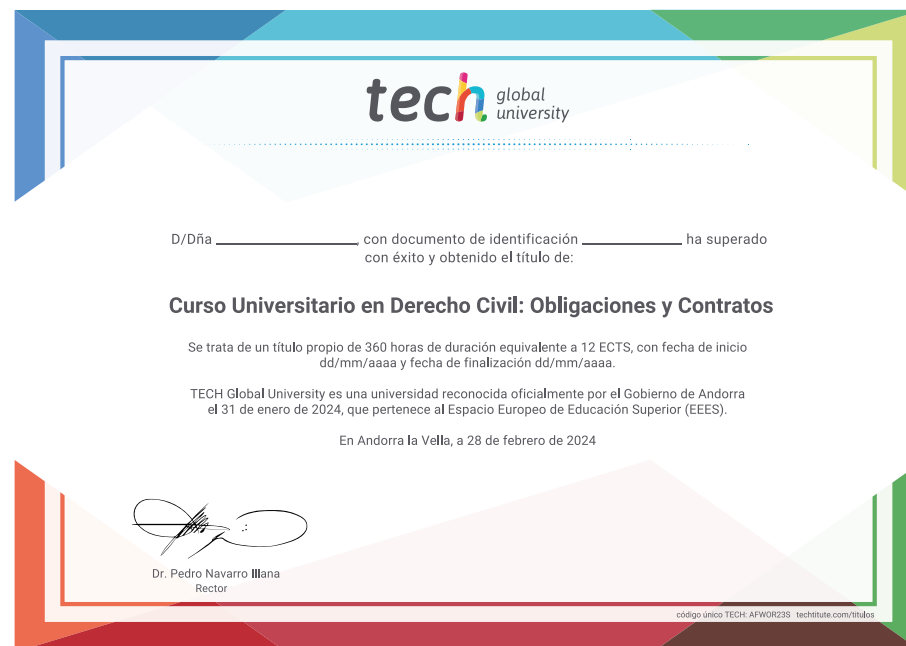 tech global university
D/Dña ________________, con documento de identificación ____________ ha superado
con éxito y obtenido el título de:
Curso Universitario en Derecho Civil: Obligaciones y Contratos
Se trata de un título propio de 360 horas de duración equivalente a 12 ECTS, con fecha de inicio
dd/mm/aaaa y fecha de finalización dd/mm/aaaa.
TECH Global University es una universidad reconocida oficialmente por el Gobierno de Andorra
el 31 de enero de 2024, que pertenece al Espacio Europeo de Educación Superior (EEES).
En Andorra la Vella, a 28 de febrero de 2024
Dr. Pedro Navarro Illana
Rector
código único TECH: AFWOR23S techtitute.com/titulos